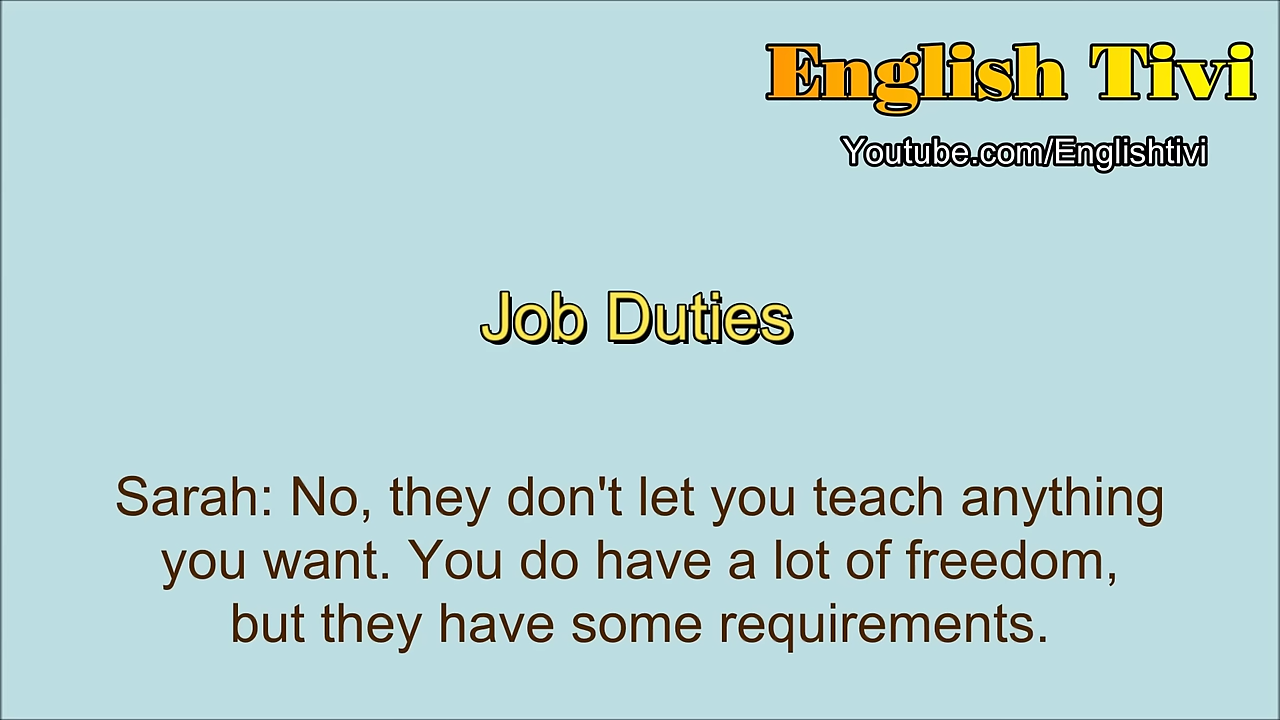 English Tivi
Youtube.com/Englishtivi
Job Duties
Sarah: No, they don't let you teach anything
you want. You do have a lot of freedom,
but they have some requirements.